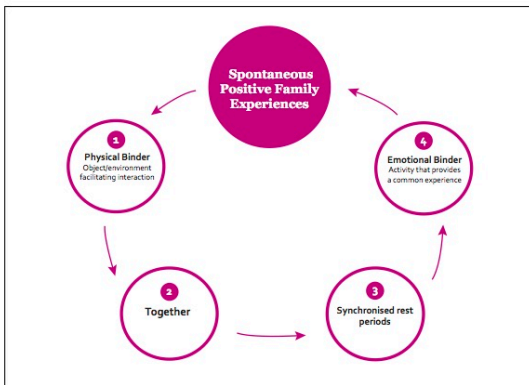 Spontaneous
Positive Family
Experiences
1
Physical Binder
Object/environment
facilitating interaction
2
Together
3
Synchronised rest
periods
4
Emotional Binder
Activity that provides
a common experience